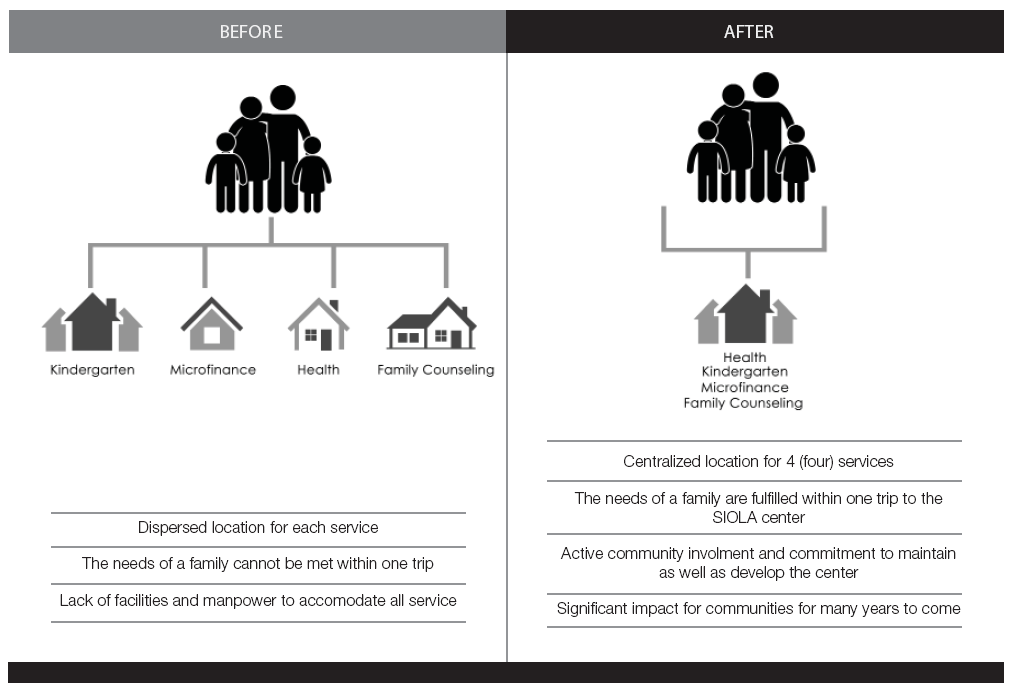 BEFORE
AFTER
Kindergarten
Microfinance
Health
Family Counseling
Dispersed location for each service
The needs of a family cannot be met within one trip
Lack of facilities and manpower to accomodate all service
Health
Kindergarten
Microfinance
Family Counseling
Centralized location for 4 (four) services
The needs of a family are fulfilled within one trip to the
SIOLA center
Active community involment and commitment to maintain
as well as develop the center
Significant impact for communities for many years to come